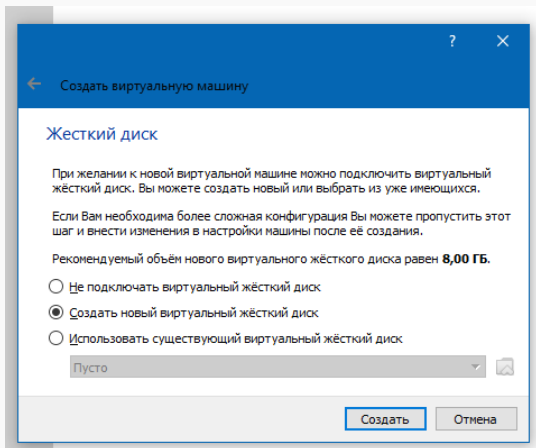 ?
Создать виртуальную машину
Жесткий диск
При желании к новой виртуальной машине можно подключить виртуальный
жёсткий диск. Вы можете создать новый или выбрать из уже имеющихся.
Если Вам необходима более сложная конфигурация Вы можете пропустить этот
шаг и внести изменения в настройки машины после её создания.
Рекомендуемый объём нового виртуального жёсткого диска равен 8,00 ГБ.
Не подключать виртуальный жёсткий диск
Создать новый виртуальный жёсткий диск
Использовать существующий виртуальный жёсткий диск
Пусто
Создать Отмена